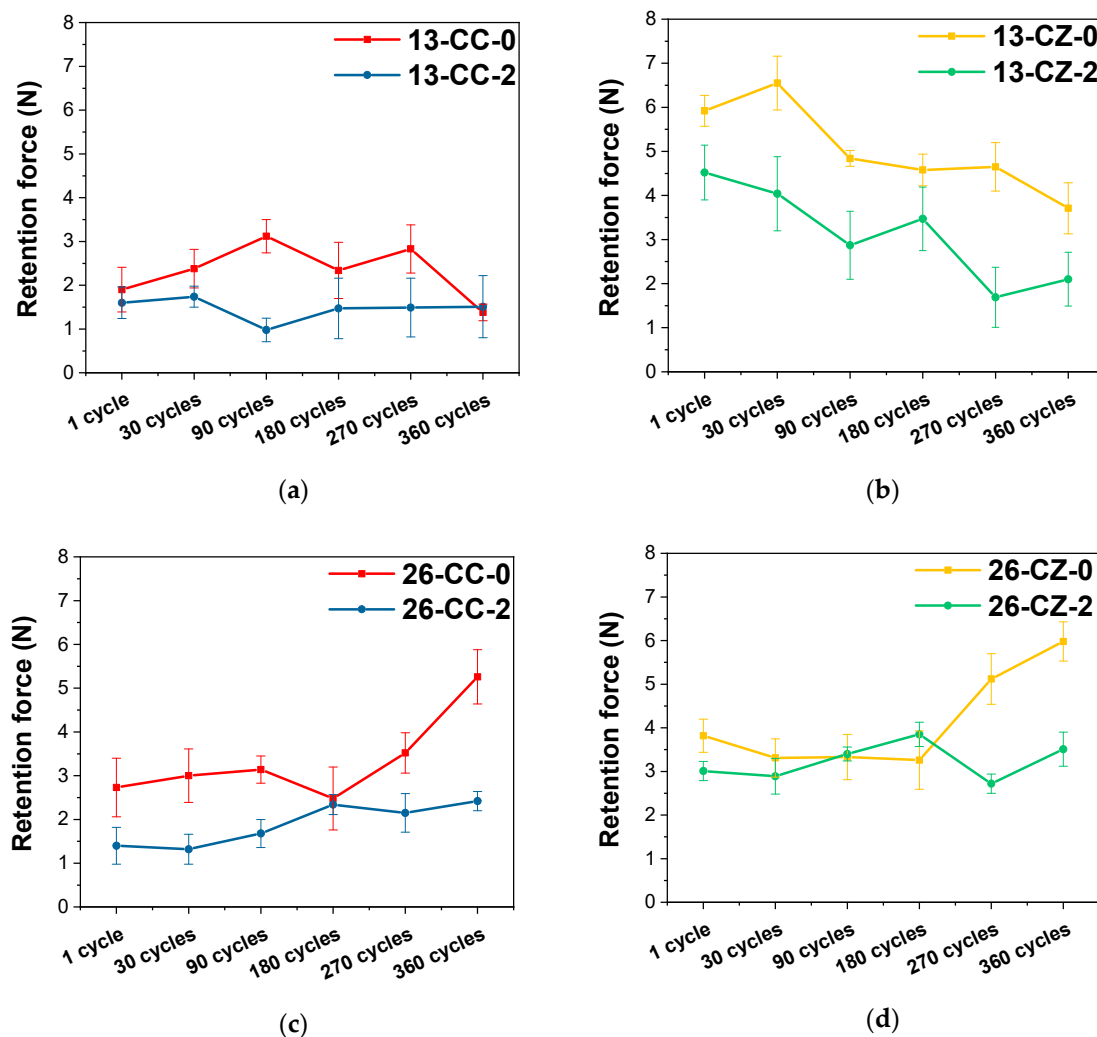 8
7
6
5
4
3
2
1
0
Retention force (N)
13-CC-0
13-CC-2
1 cycle
30 cycles
90 cycles
180 cycles
270 cycles
360 cycles
(a)
8
7
6
5
4
3
2
1
0
Retention force (N)
13-CZ-0
13-CZ-2
1 cycle
30 cycles
90 cycles
180 cycles
270 cycles
360 cycles
(b)
8
7
6
5
4
3
2
1
0
Retention force (N)
26-CC-0
26-CC-2
1 cycle
30 cycles
90 cycles
180 cycles
270 cycles
360 cycles
(c)
8
7
6
5
4
3
2
1
0
Retention force (N)
26-CZ-0
26-CZ-2
1 cycle
30 cycles
90 cycles
180 cycles
270 cycles
360 cycles
(d)